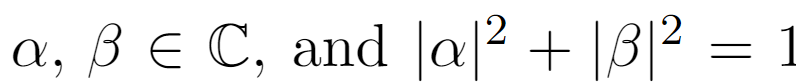 α, β ∈ ℂ, and |α|² + |β|² = 1